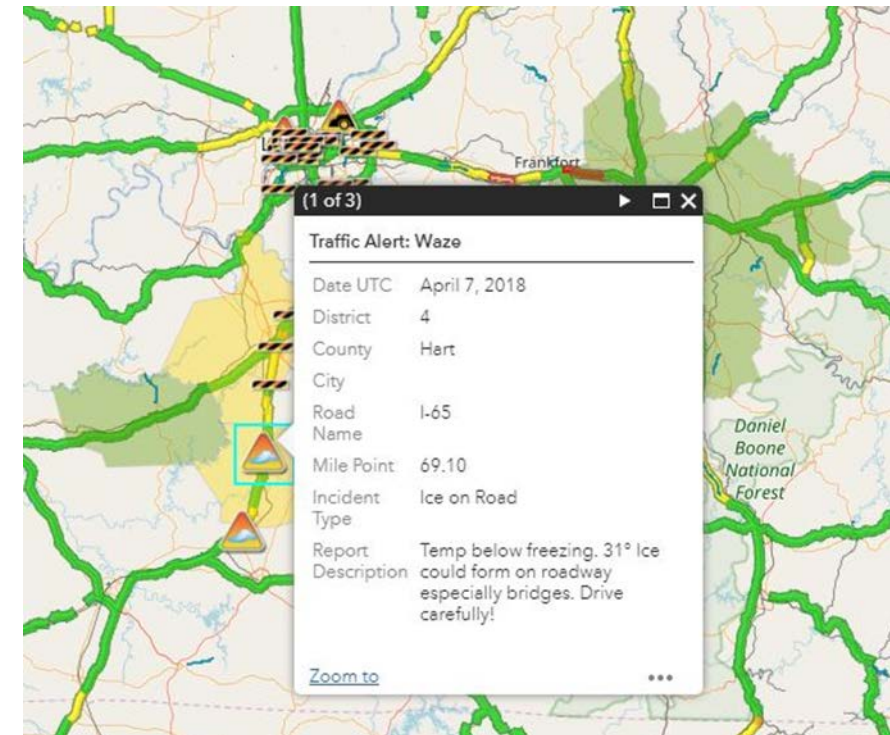 Frankfort
(1 of 3)
Traffic Alert: Waze
Date UTC April 7, 2018
District 4
County Hart
City
Road Name I-65
Mile Point 69.10
Incident Type Ice on Road
Report Description Temp below freezing. 31° Ice
could form on roadway
especially bridges. Drive
carefully!
Zoom to
Daniel
Boone
National
Forest